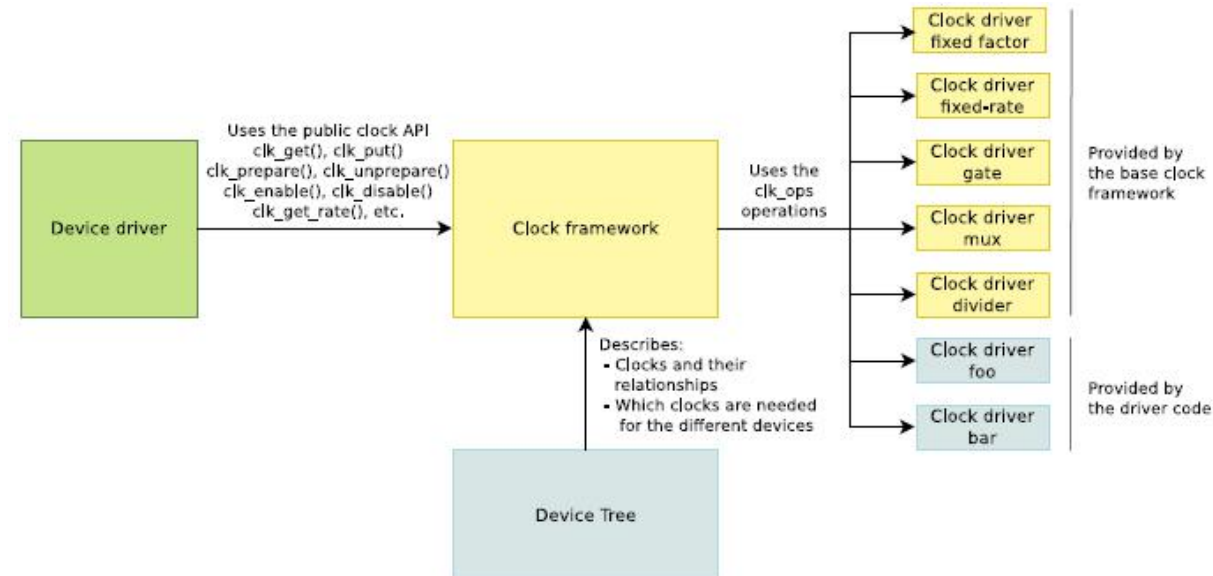 Device driver
Uses the public clock API
clk_get(), clk_put()
clk_prepare(), clk_unprepare()
clk_enable(), clk_disable()
clk_get_rate(), etc.
Clock framework
Uses the
clk_ops
operations
Clock driver
fixed factor
Clock driver
fixed-rate
Clock driver
gate
Clock driver
mux
Clock driver
divider
Clock driver
foo
Clock driver
bar
Provided by
the base clock
framework
Provided by
the driver code
Describes:
- Clocks and their
relationships
- Which clocks are needed
for the different devices
Device Tree